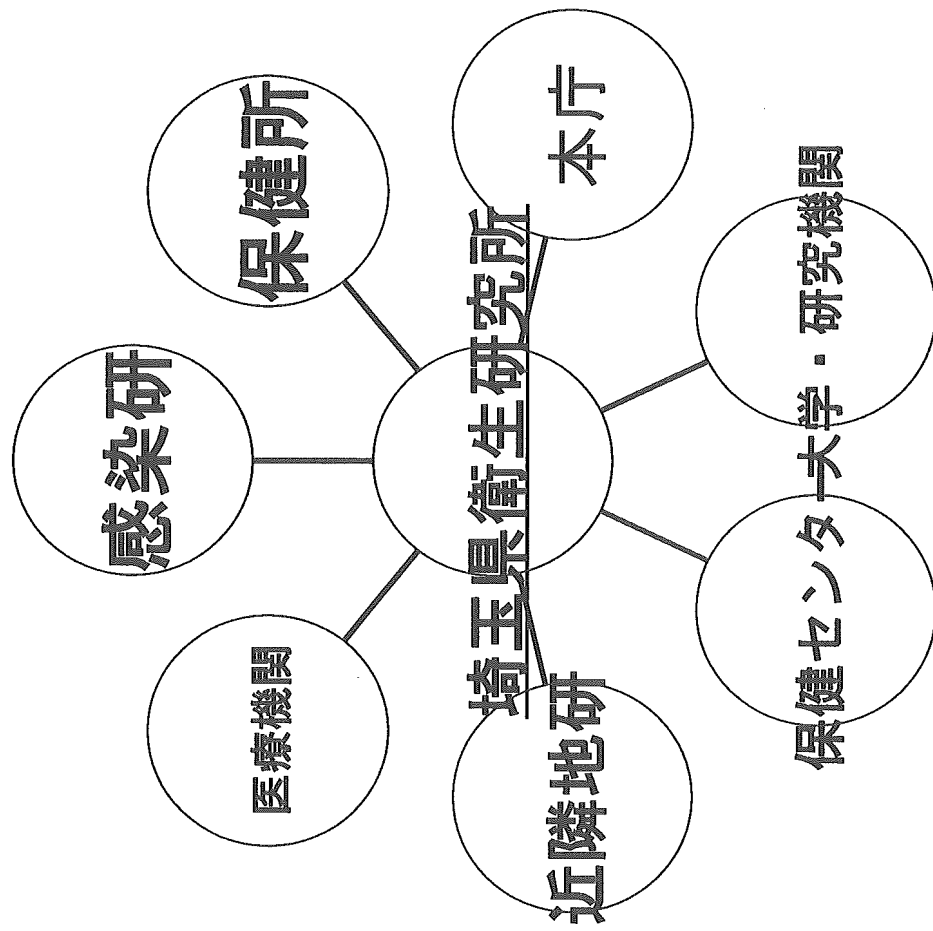 感染研
保健所
本庁
大学・研究機関
保健センター
近隣地研
医療機関
埼玉県衛生研究所